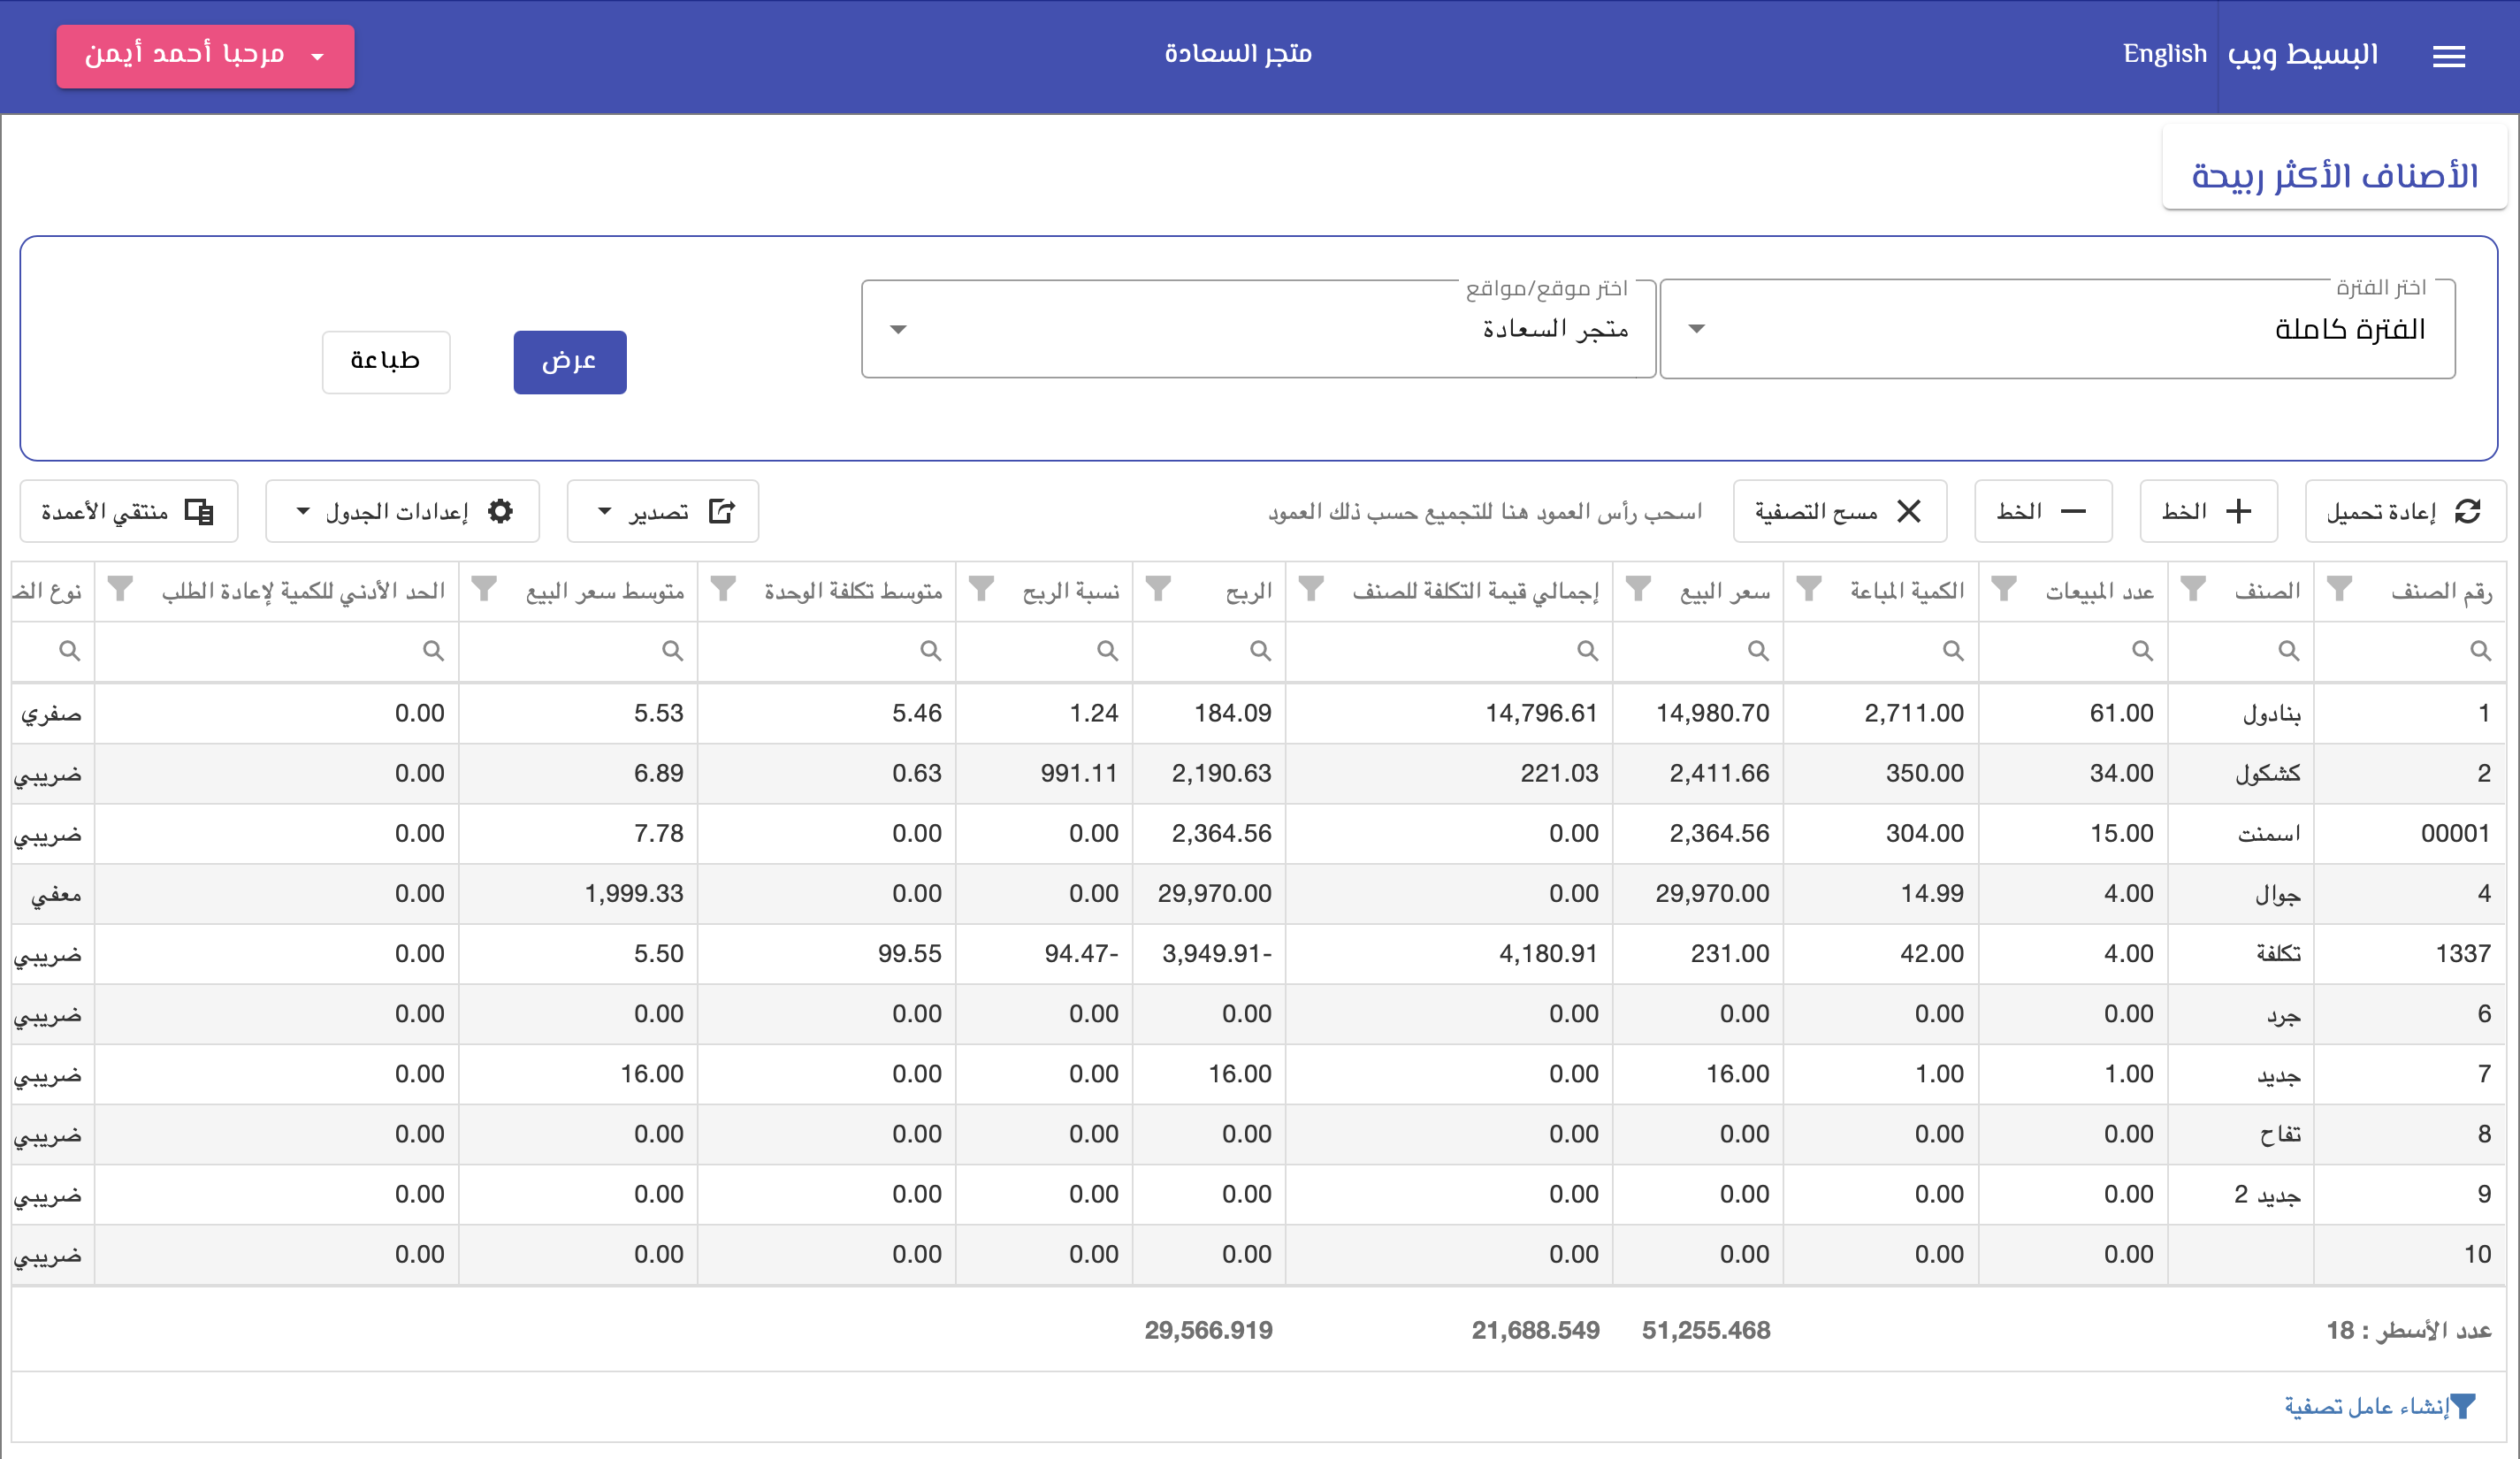 البسيط ويب English متجر السعادة مرحبا أحمد أيمن
الأصناف الأكثر ربيحة
اختر الفترة اختر موقع/مواقع
الفترة كاملة متجر السعادة
عرض طباعة
إعادة تحميل الخط الخط مسح التصفية اسحب رأس العمود هنا للتجميع حسب ذلك العمود تصدير إعدادات الجدول منتقي الأعمدة
رقم الصنف الصنف عدد المبيعات الكمية المباعة سعر البيع إجمالي قيمة التكلفة للصنف الربح نسبة الربح متوسط تكلفة الوحدة متوسط سعر البيع الحد الأدني للكمية لإعادة الطلب نوع الض
1 بنادول 61.00 2,711.00 14,980.70 14,796.61 184.09 1.24 5.46 5.53 0.00 صفري
2 كشكول 34.00 350.00 2,411.66 221.03 2,190.63 991.11 0.63 6.89 0.00 ضريبي
00001 اسمنت 15.00 304.00 2,364.56 0.00 2,364.56 0.00 0.00 7.78 0.00 ضريبي
4 جوال 4.00 14.99 29,970.00 0.00 29,970.00 0.00 0.00 1,999.33 0.00 معفي
1337 تكلفة 4.00 42.00 231.00 4,180.91 3,949.91- 94.47- 99.55 5.50 0.00 ضريبي
6 جرد 0.00 0.00 0.00 0.00 0.00 0.00 0.00 0.00 0.00 ضريبي
7 جديد 1.00 1.00 16.00 0.00 16.00 0.00 0.00 16.00 0.00 ضريبي
8 تفاح 0.00 0.00 0.00 0.00 0.00 0.00 0.00 0.00 0.00 ضريبي
9 جديد 2 0.00 0.00 0.00 0.00 0.00 0.00 0.00 0.00 0.00 ضريبي
10 0.00 0.00 0.00 0.00 0.00 0.00 0.00 0.00 0.00 ضريبي
عدد الأسطر : 18 51,255.468 21,688.549 29,566.919
إنشاء عامل تصفية